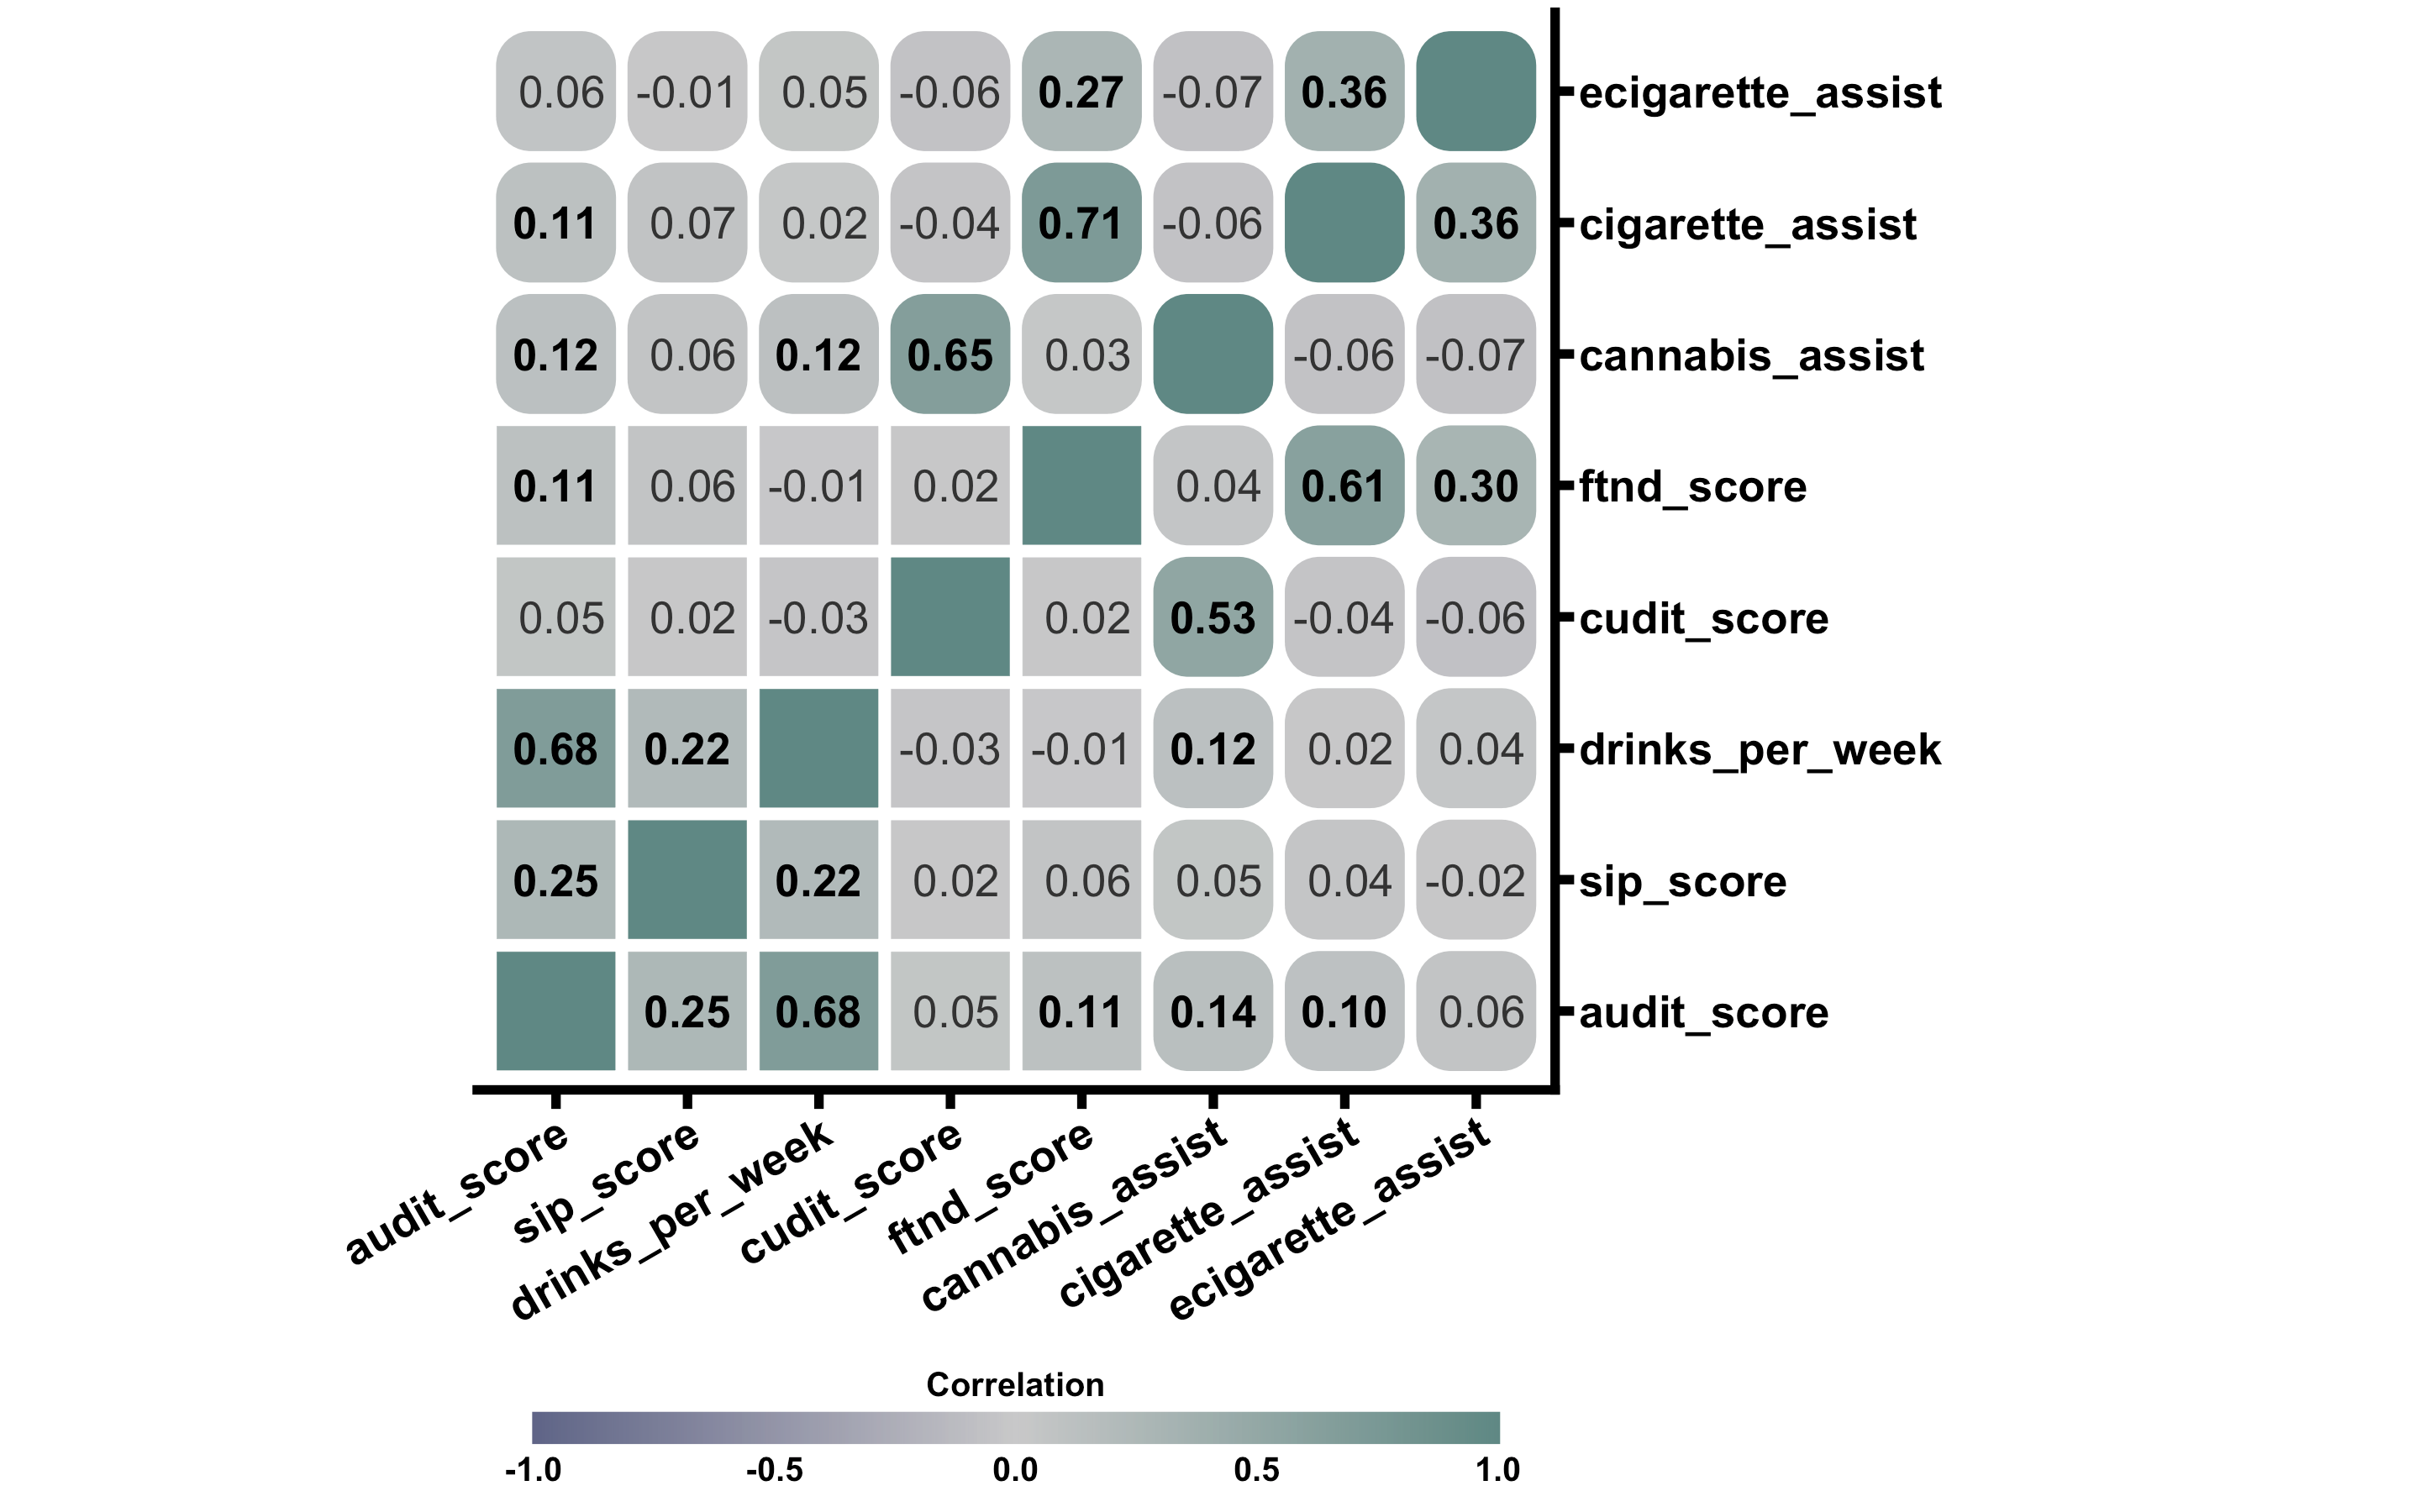 0.06 -0.01 0.05 -0.06 0.27 -0.07 0.36 ecigarette_assist
0.11 0.07 0.02 -0.04 0.71 -0.06 0.36 cigarette_assist
0.12 0.06 0.12 0.65 0.03 -0.06 -0.07 cannabis_assist
0.11 0.06 -0.01 0.02 0.04 0.61 0.30 ftnd_score
0.05 0.02 -0.03 0.02 0.53 -0.04 -0.06 cudit_score
0.68 0.22 -0.03 -0.01 0.12 0.02 0.04 drinks_per_week
0.25 0.22 0.02 0.06 0.05 0.04 -0.02 sip_score
0.25 0.68 0.05 0.11 0.14 0.10 0.06 audit_score
audit_score
sip_score
drinks_per_week
cudit_score
ftnd_score
cannabis_assist
cigarette_assist
ecigarette_assist
Correlation
-1.0 -0.5 0.0 0.5 1.0